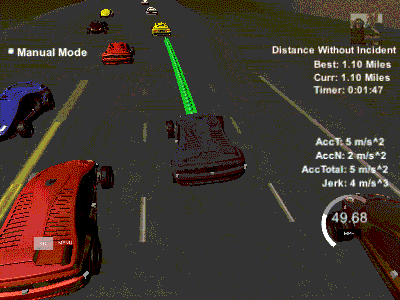 Manual Mode
Distance Without Incident
Best: 1.10 Miles
Curr: 1.10 Miles
Timer: 0:01:47
AccT: 5 m/s^2
AccN: 2 m/s^2
AccTotal: 5 m/s^2
Jerk: 4 m/s^3
49.68
MENU